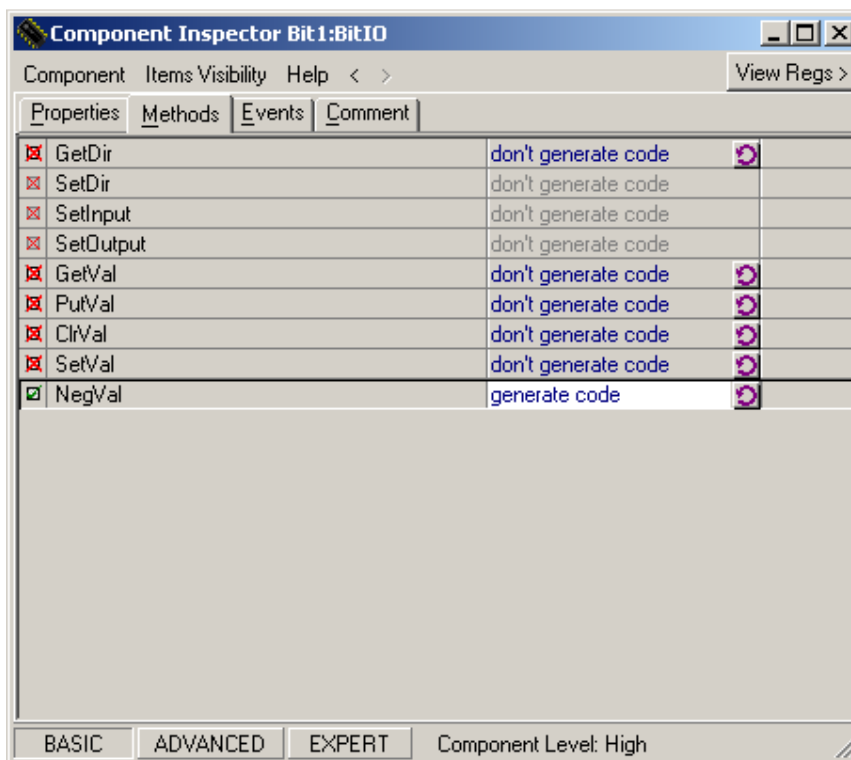 Component Inspector Bit1:BitIO
Component Items Visibility Help < > View Regs >
Properties Methods Events Comment
GetDir don't generate code
SetDir don't generate code
SetInput don't generate code
SetOutput don't generate code
GetVal don't generate code
PutVal don't generate code
ClrVal don't generate code
SetVal don't generate code
NegVal generate code
BASIC ADVANCED EXPERT Component Level: High